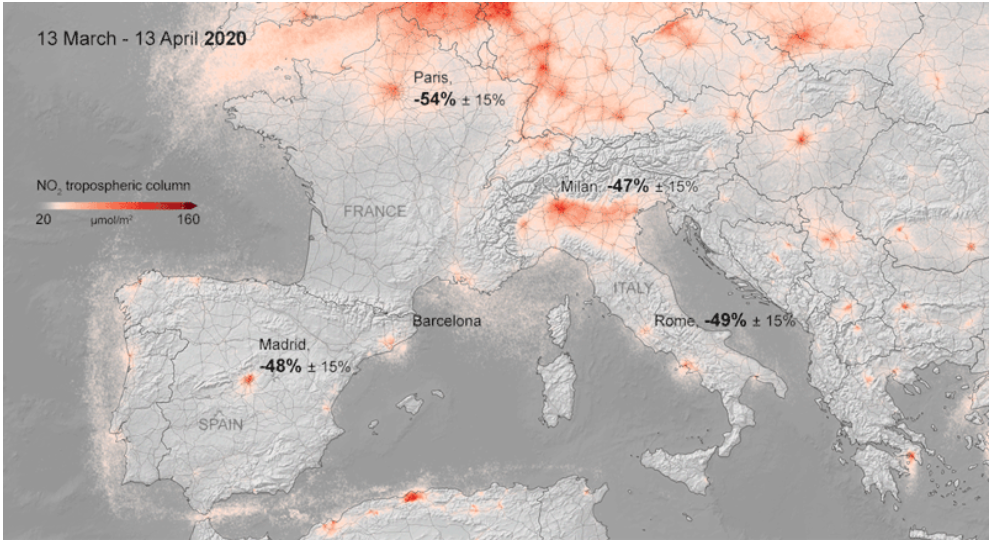 13 March - 13 April 2020
Paris,
-54% ± 15%
NO₂ tropospheric column
20 μmol/m² 160
FRANCE
Milan, -47% ± 15%
ITALY
Barcelona
Rome, -49% ± 15%
Madrid,
-48% ± 15%
SPAIN